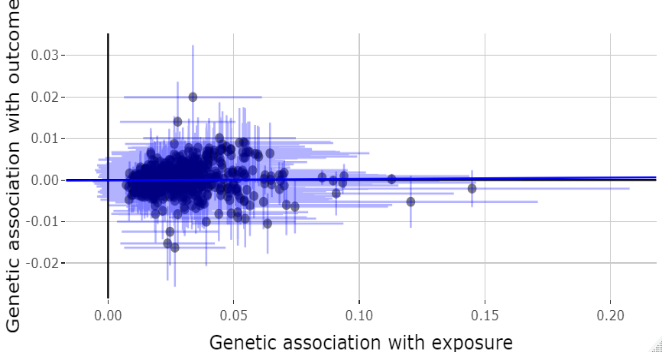 Genetic association with outcome
0.03
0.02
0.01
0.00
-0.01
-0.02
0.00 0.05 0.10 0.15 0.20
Genetic association with exposure